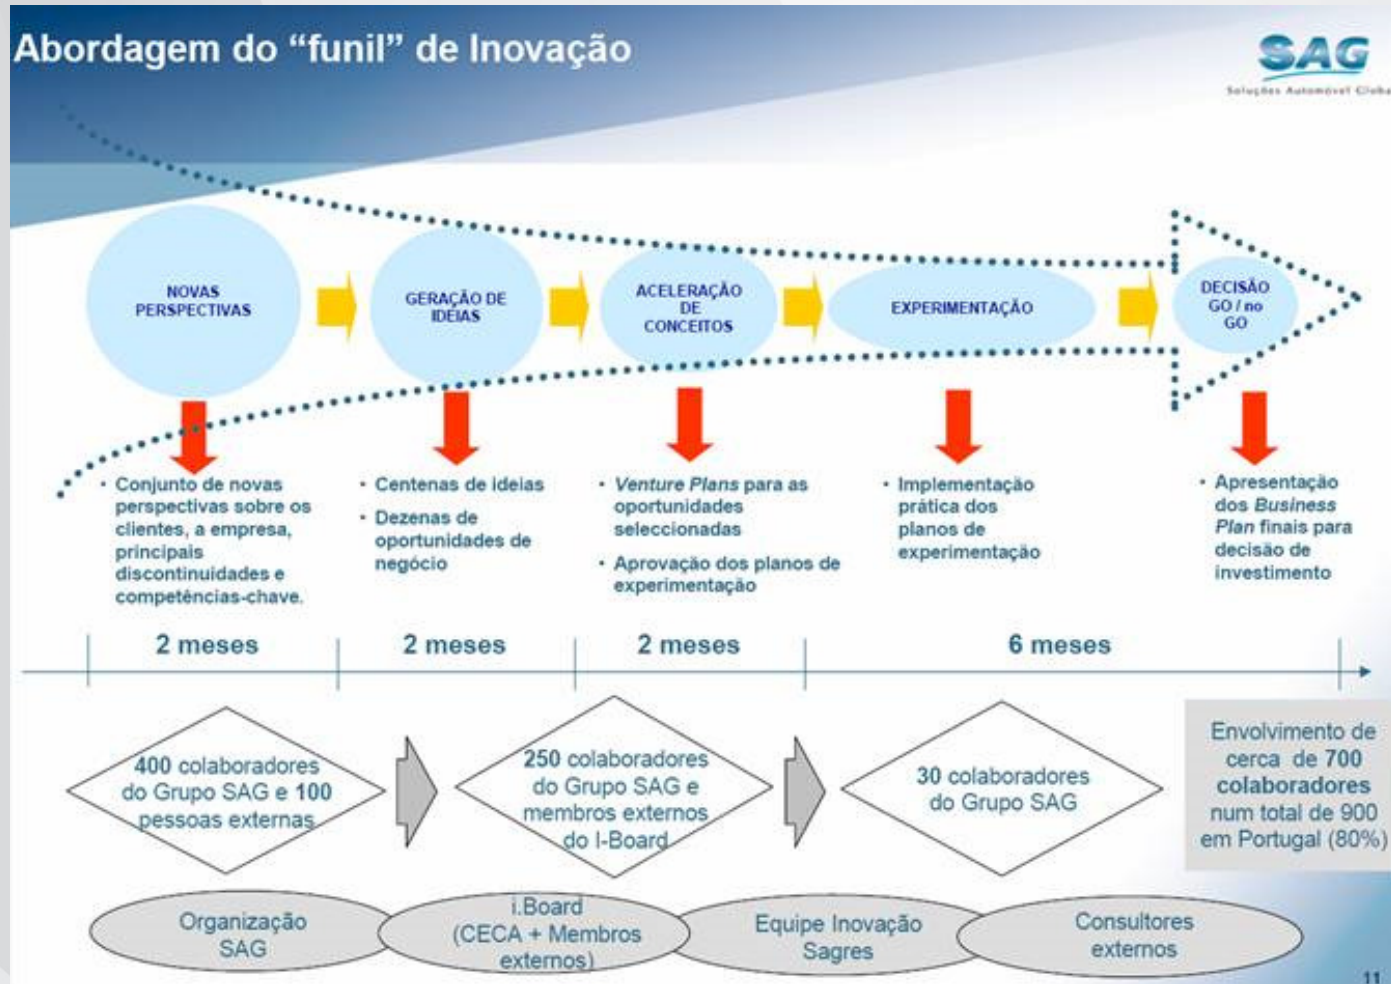 Abordagem do “funil” de Inovação
SAG
Soluções Automóvel Globa
NOVAS
PERSPECTIVAS
GERAÇÃO DE
IDEIAS
ACELERAÇÃO
DE
CONCEITOS
EXPERIMENTAÇÃO
DECISÃO
GO / no
GO
• Conjunto de novas
perspectivas sobre os
clientes, a empresa,
principais
discontinuidades e
competências-chave.
• Centenas de ideias
• Dezenas de
oportunidades de
negócio
• Venture Plans para as
oportunidades
seleccionadas
• Aprovação dos planos de
experimentação
• Implementação
prática dos
planos de
experimentação
• Apresentação
dos Business
Plan finais para
decisão de
investimento
2 meses
2 meses
2 meses
6 meses
400 colaboradores
do Grupo SAG e 100
pessoas externas
250 colaboradores
do Grupo SAG e
membros externos
do I-Board
30 colaboradores
do Grupo SAG
Envolvimento de
cerca de 700
colaboradores
num total de 900
em Portugal (80%)
Organização
SAG
i.Board
(CECA + Membros
externos)
Equipe Inovação
Sagres
Consultores
externos
11